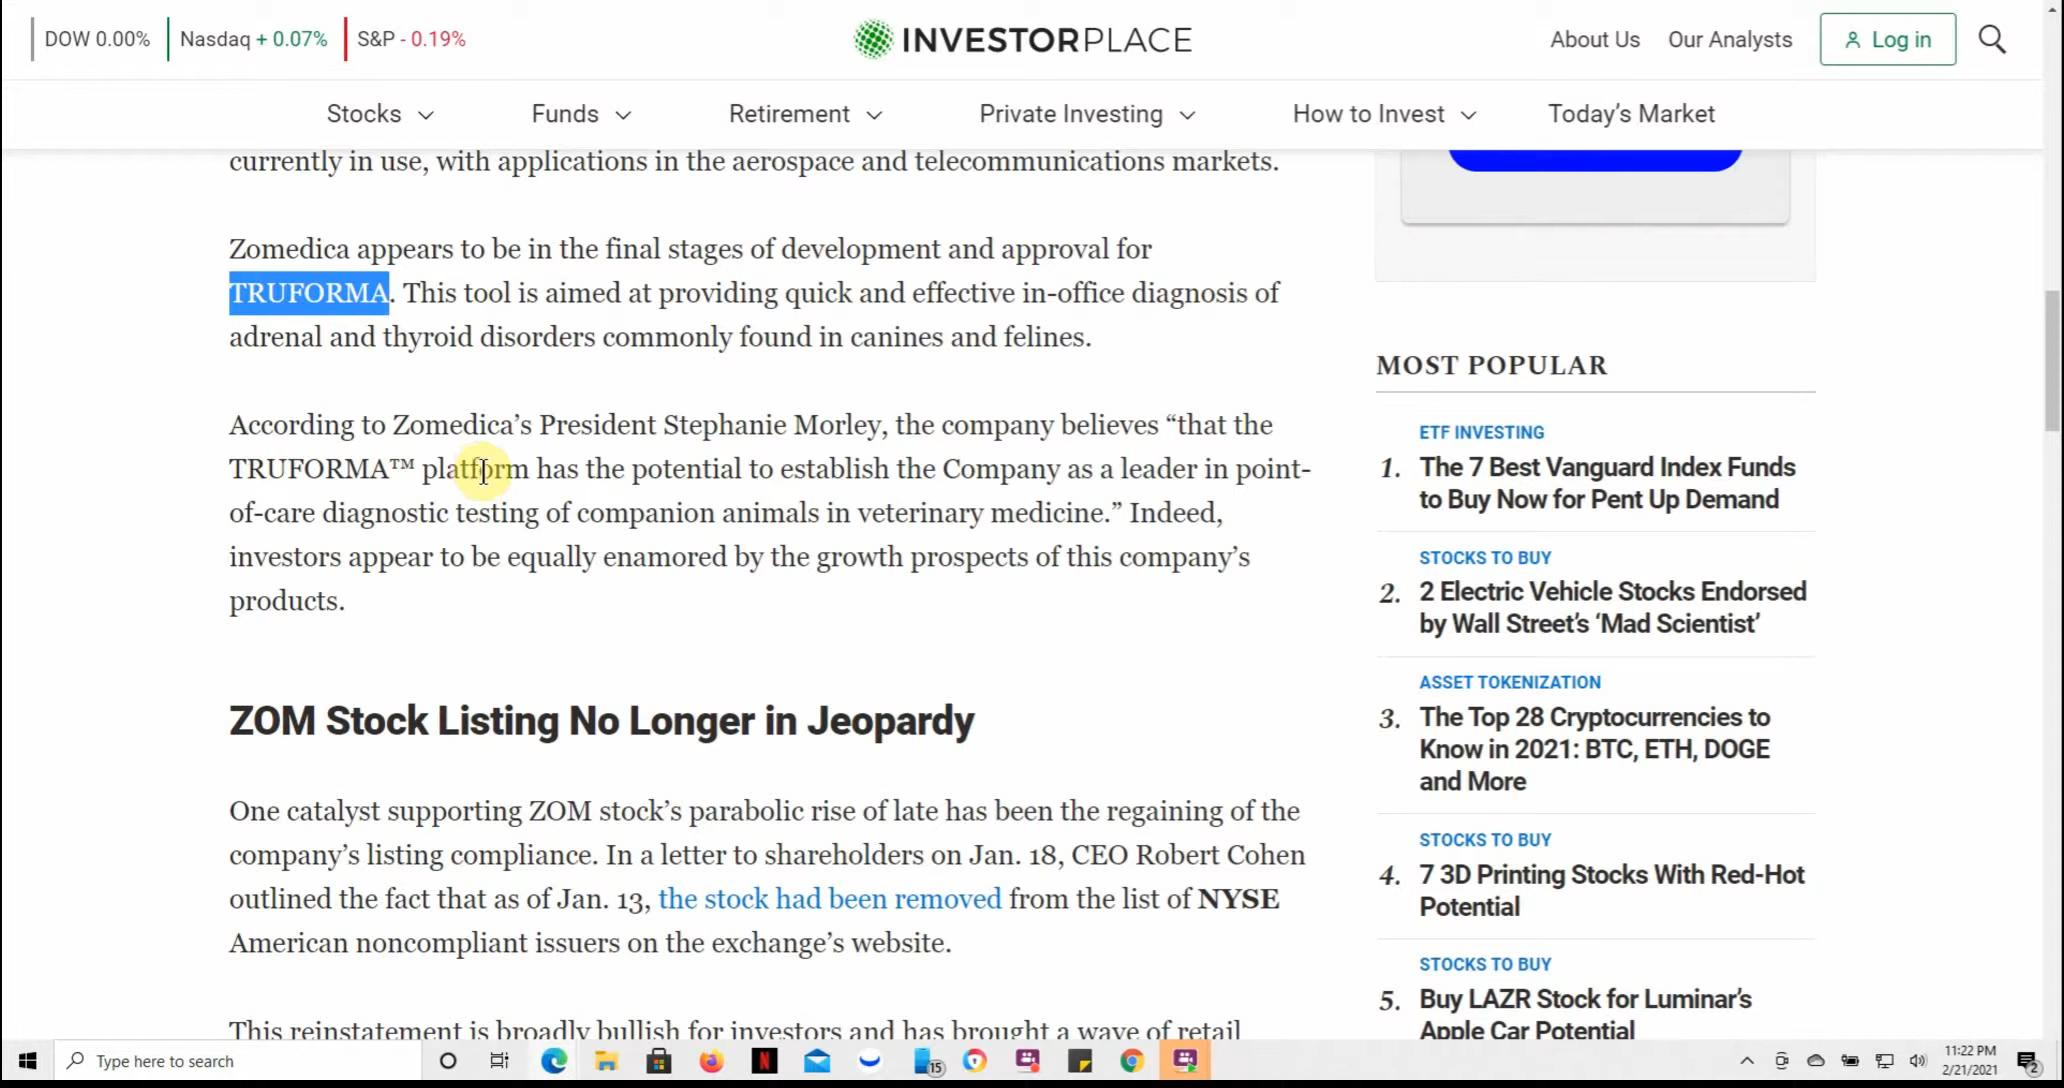 DOW 0.00% Nasdaq + 0.07% S&P - 0.19%
INVESTORPLACE
About Us Our Analysts Log in
Stocks Funds Retirement Private Investing How to Invest Today’s Market
currently in use, with applications in the aerospace and telecommunications markets.
Zomedica appears to be in the final stages of development and approval for
TRUFORMA. This tool is aimed at providing quick and effective in-office diagnosis of
adrenal and thyroid disorders commonly found in canines and felines.
According to Zomedica’s President Stephanie Morley, the company believes “that the
TRUFORMA™ platform has the potential to establish the Company as a leader in point-
of-care diagnostic testing of companion animals in veterinary medicine.” Indeed,
investors appear to be equally enamored by the growth prospects of this company’s
products.
ZOM Stock Listing No Longer in Jeopardy
One catalyst supporting ZOM stock’s parabolic rise of late has been the regaining of the
company’s listing compliance. In a letter to shareholders on Jan. 18, CEO Robert Cohen
outlined the fact that as of Jan. 13, the stock had been removed from the list of NYSE
American noncompliant issuers on the exchange’s website.
This reinstatement is broadly bullish for investors and has brought a wave of retail
MOST POPULAR
ETF INVESTING
1. The 7 Best Vanguard Index Funds
to Buy Now for Pent Up Demand
STOCKS TO BUY
2. 2 Electric Vehicle Stocks Endorsed
by Wall Street’s ‘Mad Scientist’
ASSET TOKENIZATION
3. The Top 28 Cryptocurrencies to
Know in 2021: BTC, ETH, DOGE
and More
STOCKS TO BUY
4. 7 3D Printing Stocks With Red-Hot
Potential
STOCKS TO BUY
5. Buy LAZR Stock for Luminar’s
Apple Car Potential
Type here to search
15
11:22 PM
2/21/2021
2